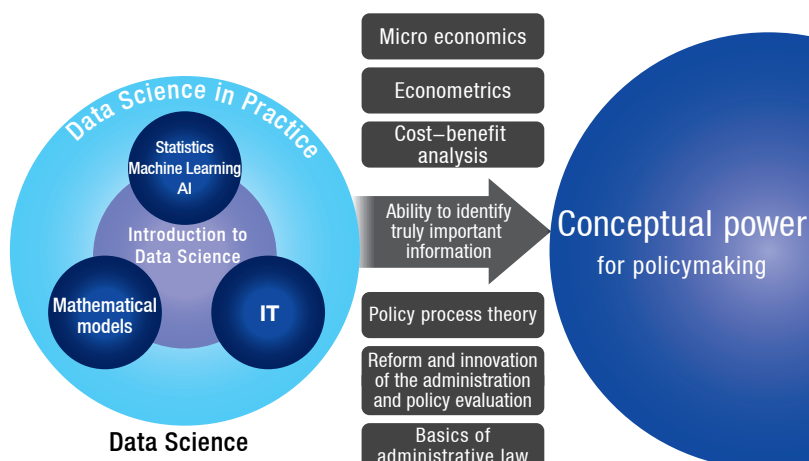 Data Science in Practice
Statistics
Machine Learning
AI
Introduction to
Data Science
Mathematical
models
IT
Data Science
Micro economics
Econometrics
Cost–benefit
analysis
Ability to identify
truly important
information
Policy process theory
Reform and innovation
of the administration
and policy evaluation
Basics of
administrative law
Conceptual power
for policymaking